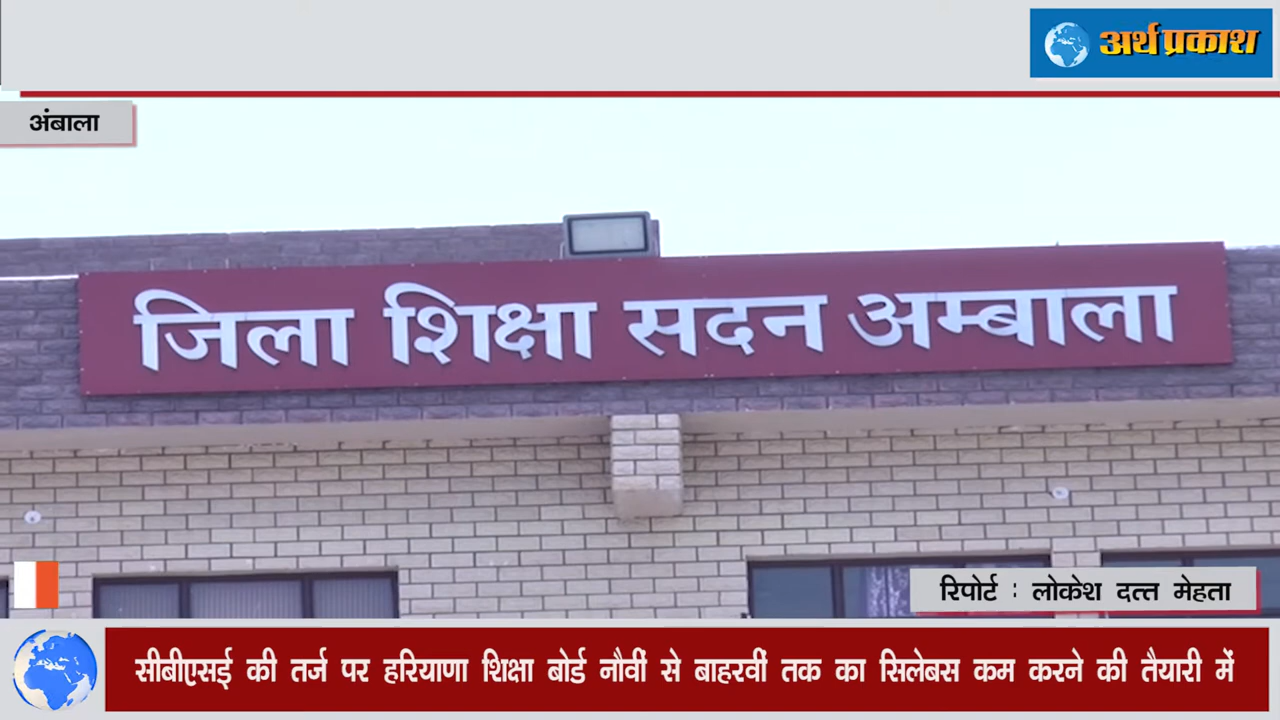 अर्थ प्रकाश
अंबाला
जिला शिक्षा सदन अम्बाला
रिपोर्ट : लोकेश दत्त मेहता
सीबीएसई की तर्ज पर हरियाणा शिक्षा बोर्ड नौवीं से बाहरवीं तक का सिलेबस कम करने की तैयारी में